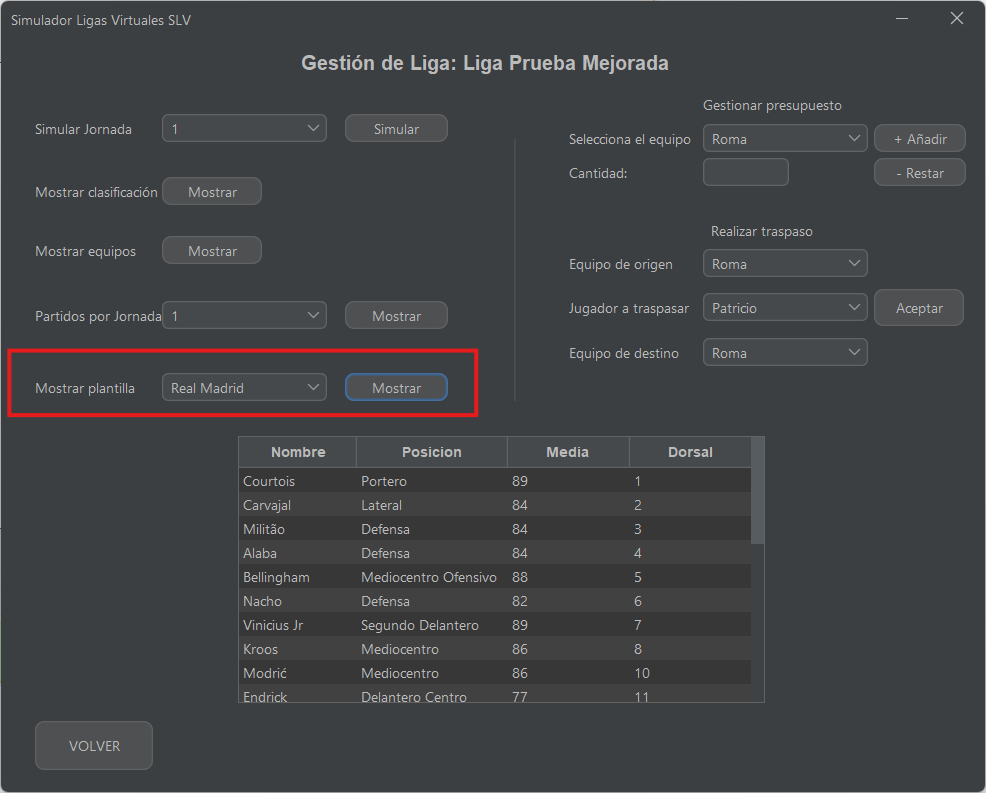 Simulador Ligas Virtuales SLV
Gestión de Liga: Liga Prueba Mejorada
Simular Jornada 1 Simular
Mostrar clasificación Mostrar
Mostrar equipos Mostrar
Partidos por Jornada 1 Mostrar
Mostrar plantilla Real Madrid Mostrar
Gestionar presupuesto
Selecciona el equipo Roma + Añadir
Cantidad: - Restar
Realizar traspaso
Equipo de origen Roma
Jugador a traspasar Patricio Aceptar
Equipo de destino Roma
Nombre Posicion Media Dorsal
Courtois Portero 89 1
Carvajal Lateral 84 2
Militão Defensa 84 3
Alaba Defensa 84 4
Bellingham Mediocentro Ofensivo 88 5
Nacho Defensa 82 6
Vinicius Jr Segundo Delantero 89 7
Kroos Mediocentro 86 8
Modrić Mediocentro 86 10
Endrick Delantero Centro 77 11
VOLVER